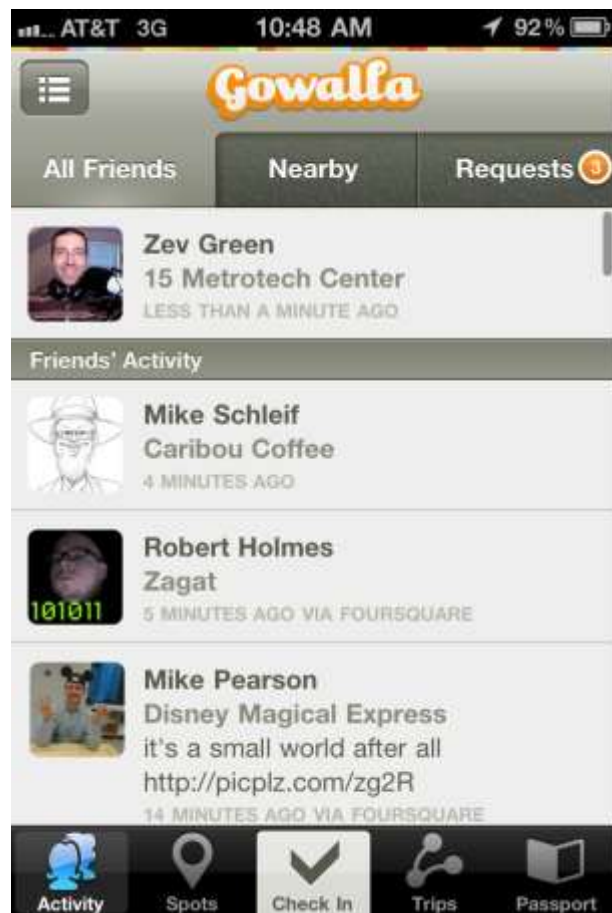 AT&T 3G 10:48 AM 92%
Gowalla
All Friends Nearby Requests 3
Zev Green
15 Metrotech Center
LESS THAN A MINUTE AGO
Friends' Activity
Mike Schleif
Caribou Coffee
4 MINUTES AGO
Robert Holmes
Zagat
101011
5 MINUTES AGO VIA FOURSQUARE
Mike Pearson
Disney Magical Express
it's a small world after all
http://picplz.com/zg2R
14 MINUTES AGO VIA FOURSQUARE
Activity Spots Check In Trips Passport